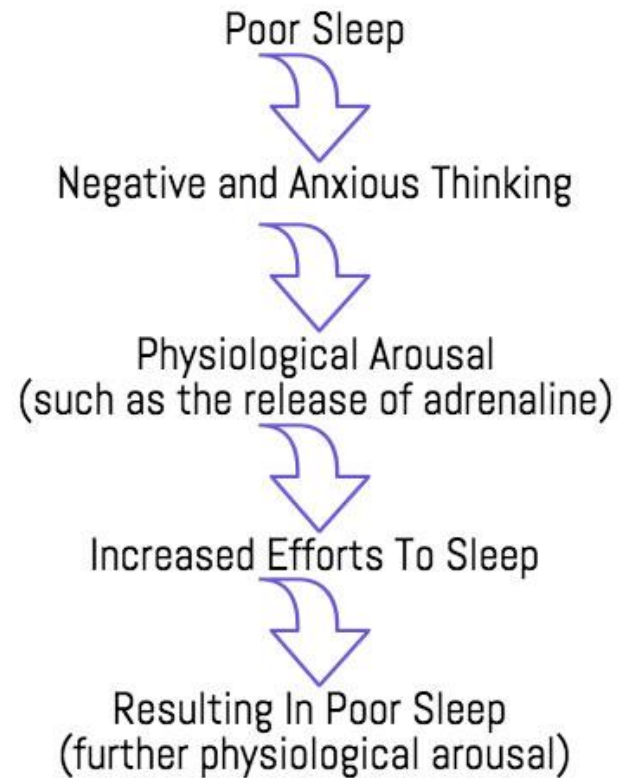 Poor Sleep
Negative and Anxious Thinking
Physiological Arousal
(such as the release of adrenaline)
Increased Efforts To Sleep
Resulting In Poor Sleep
(further physiological arousal)